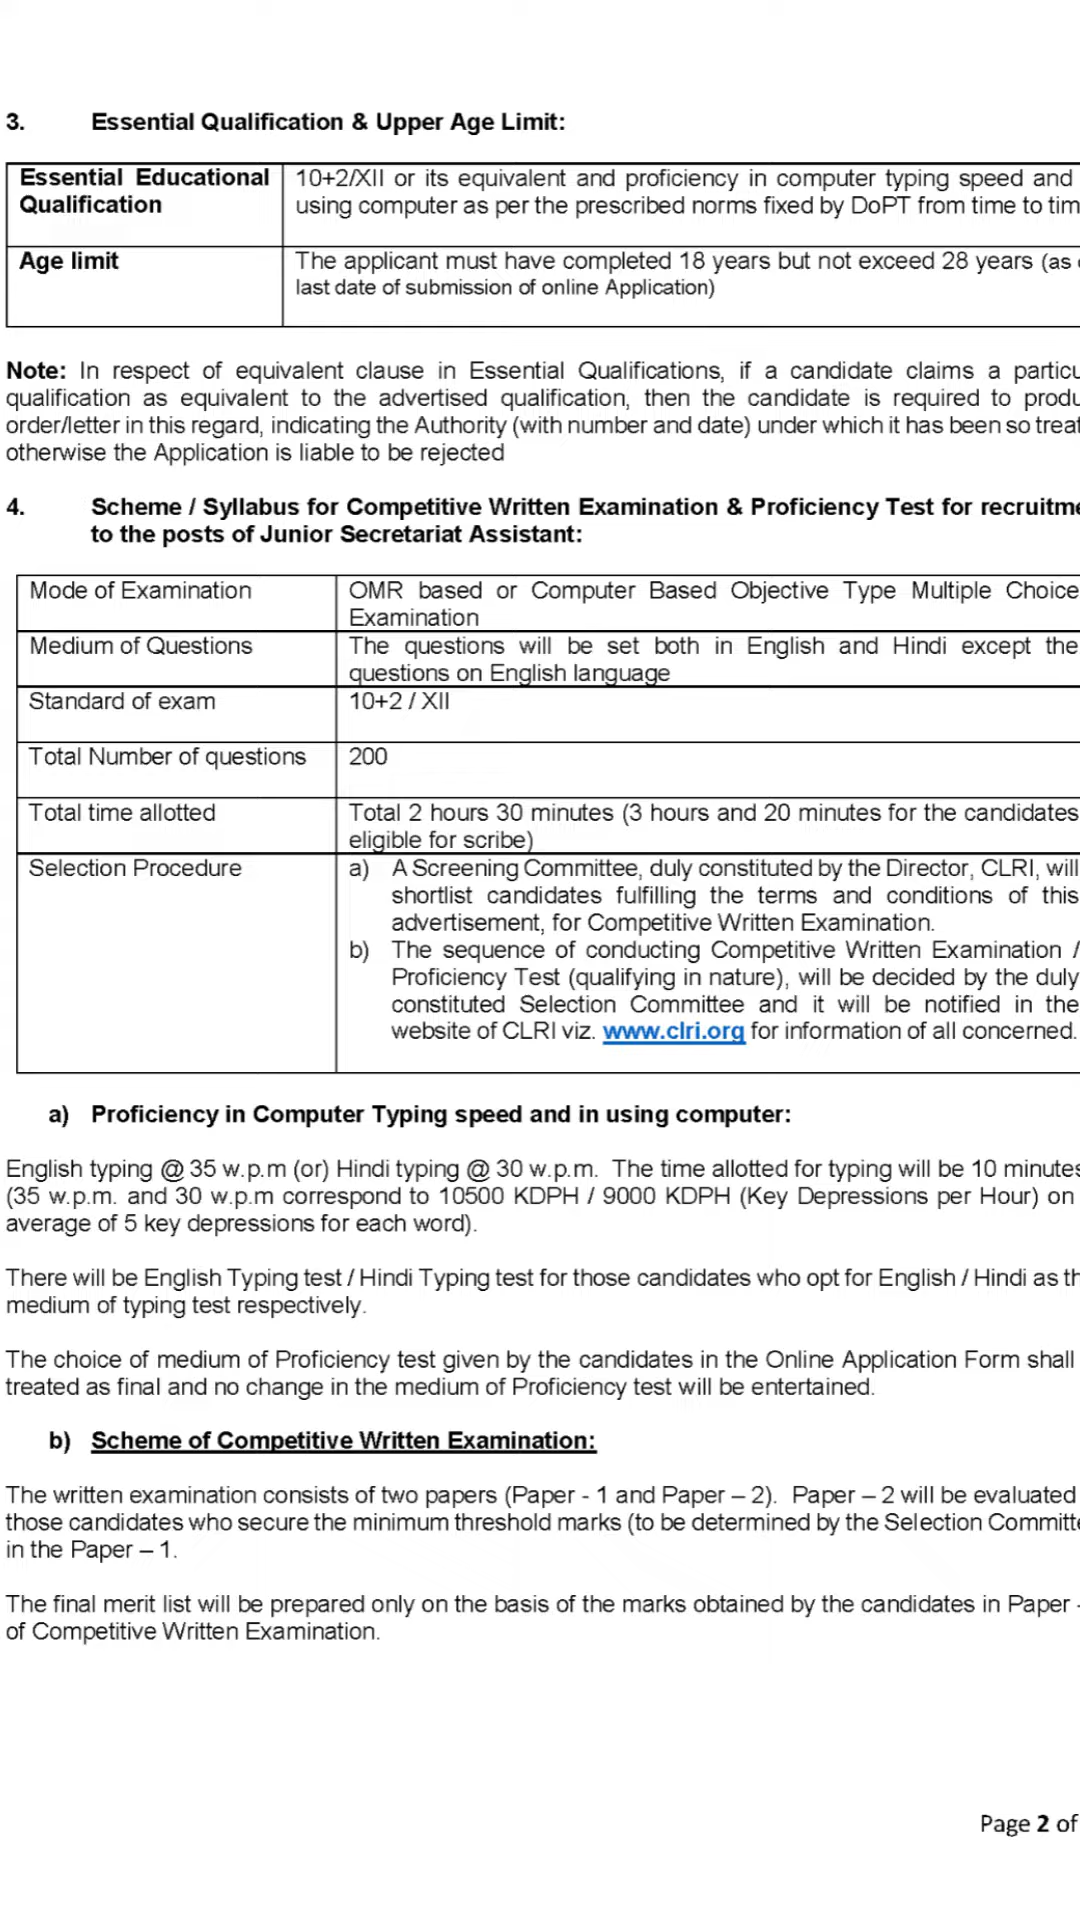 3. Essential Qualification & Upper Age Limit:
Essential Educational Qualification
10+2/XII or its equivalent and proficiency in computer typing speed and
using computer as per the prescribed norms fixed by DoPT from time to
Age limit
The applicant must have completed 18 years but not exceed 28 years (as
last date of submission of online Application)
Note: In respect of equivalent clause in Essential Qualifications, if a candidate claims a
qualification as equivalent to the advertised qualification, then the candidate is required to
order/letter in this regard, indicating the Authority (with number and date) under which it has been so
otherwise the Application is liable to be rejected
4. Scheme / Syllabus for Competitive Written Examination & Proficiency Test for
to the posts of Junior Secretariat Assistant:
Mode of Examination
OMR based or Computer Based Objective Type Multiple Choice
Examination
Medium of Questions
The questions will be set both in English and Hindi except the
questions on English language
Standard of exam
10+2 / XII
Total Number of questions
200
Total time allotted
Total 2 hours 30 minutes (3 hours and 20 minutes for the candidates
eligible for scribe)
Selection Procedure
a) A Screening Committee, duly constituted by the Director, CLRI, will
shortlist candidates fulfilling the terms and conditions of this
advertisement, for Competitive Written Examination.
b) The sequence of conducting Competitive Written Examination /
Proficiency Test (qualifying in nature), will be decided by the duly
constituted Selection Committee and it will be notified in the
website of CLRI viz. www.clri.org for information of all concerned.
a) Proficiency in Computer Typing speed and in using computer:
English typing @ 35 w.p.m (or) Hindi typing @ 30 w.p.m. The time allotted for typing will be 10 minutes
(35 w.p.m. and 30 w.p.m correspond to 10500 KDPH / 9000 KDPH (Key Depressions per Hour) on
average of 5 key depressions for each word).
There will be English Typing test / Hindi Typing test for those candidates who opt for English / Hindi as
medium of typing test respectively.
The choice of medium of Proficiency test given by the candidates in the Online Application Form shall
treated as final and no change in the medium of Proficiency test will be entertained.
b) Scheme of Competitive Written Examination:
The written examination consists of two papers (Paper - 1 and Paper – 2). Paper – 2 will be evaluated
those candidates who secure the minimum threshold marks (to be determined by the Selection
in the Paper – 1.
The final merit list will be prepared only on the basis of the marks obtained by the candidates in Paper
of Competitive Written Examination.
Page 2 of